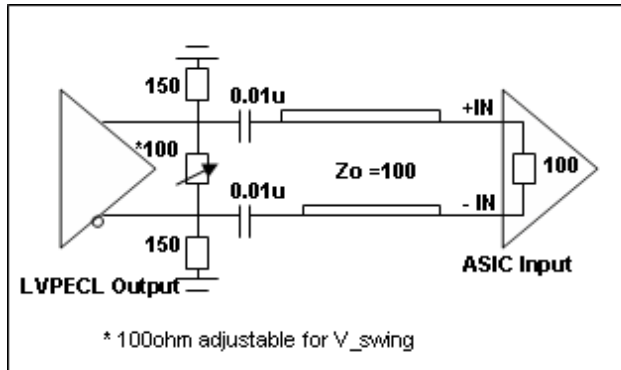 150
0.01u
+IN
*100
100
Zo =100
0.01u
- IN
150
ASIC Input
LVPECL Output
* 100ohm adjustable for V_swing